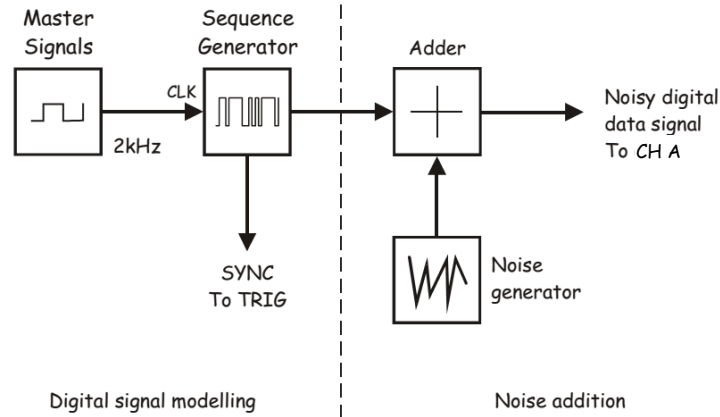 Master
Signals
Sequence
Generator
Adder
CLK
2kHz
Noisy digital
data signal
To CH A
SYNC
To TRIG
Noise
generator
Digital signal modelling
Noise addition